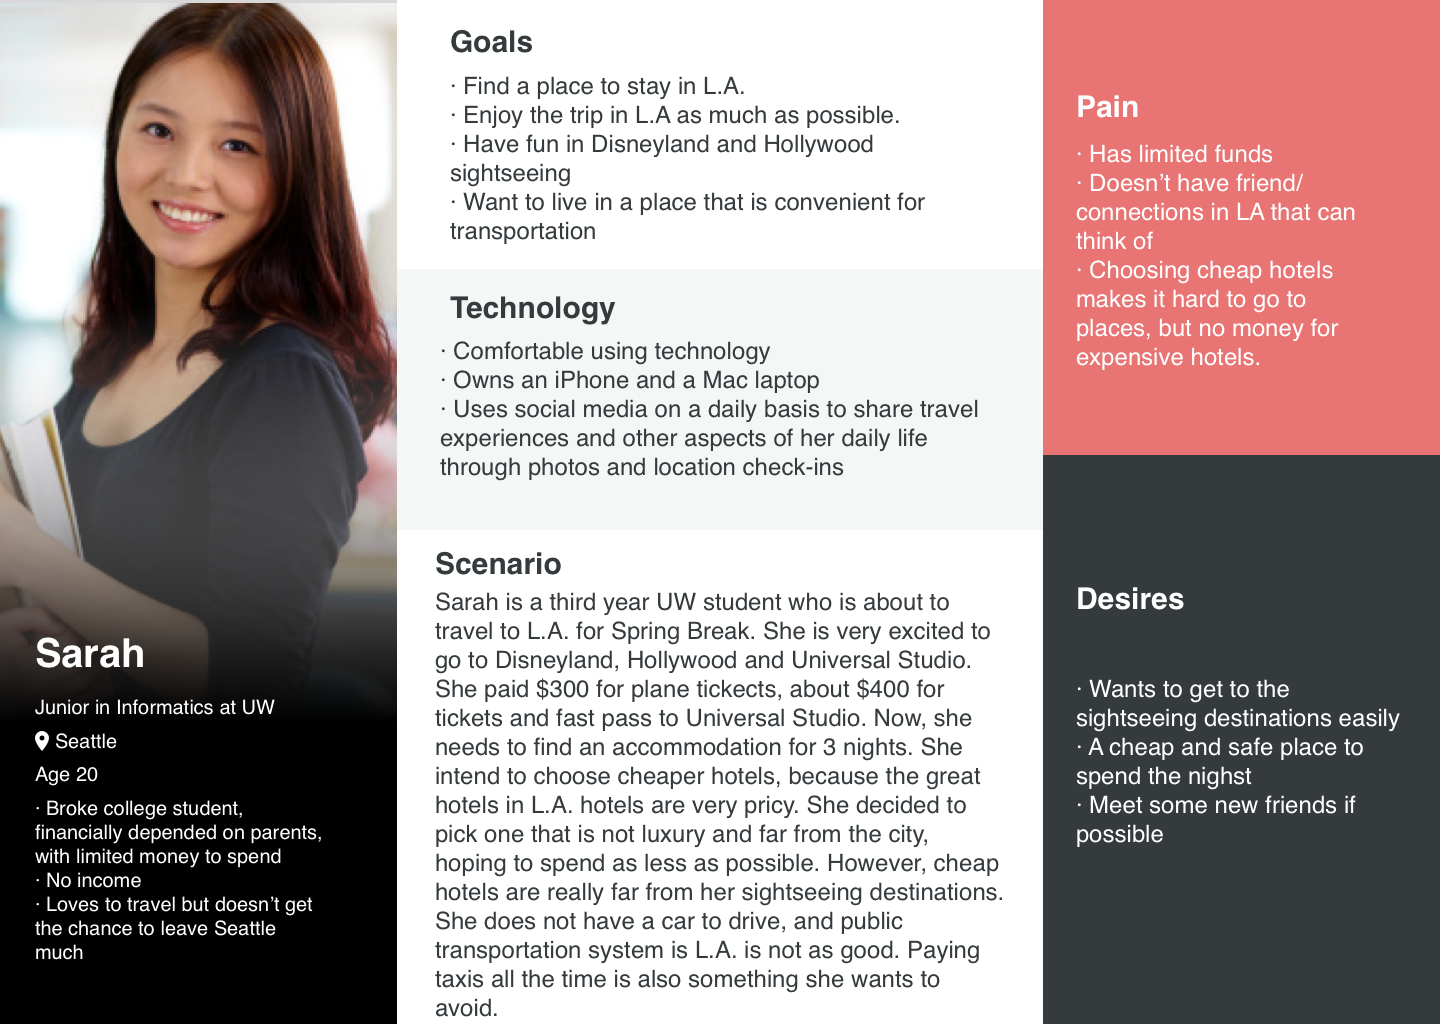 Sarah
Junior in Informatics at UW
Seattle
Age 20
· Broke college student,
financially depended on parents,
with limited money to spend
· No income
· Loves to travel but doesn’t get
the chance to leave Seattle
much
Goals
· Find a place to stay in L.A.
· Enjoy the trip in L.A as much as possible.
· Have fun in Disneyland and Hollywood
sightseeing
· Want to live in a place that is convenient for
transportation
Technology
· Comfortable using technology
· Owns an iPhone and a Mac laptop
· Uses social media on a daily basis to share travel
experiences and other aspects of her daily life
through photos and location check-ins
Scenario
Sarah is a third year UW student who is about to
travel to L.A. for Spring Break. She is very excited to
go to Disneyland, Hollywood and Universal Studio.
She paid $300 for plane tickects, about $400 for
tickets and fast pass to Universal Studio. Now, she
needs to find an accommodation for 3 nights. She
intend to choose cheaper hotels, because the great
hotels in L.A. hotels are very pricy. She decided to
pick one that is not luxury and far from the city,
hoping to spend as less as possible. However, cheap
hotels are really far from her sightseeing destinations.
She does not have a car to drive, and public
transportation system is L.A. is not as good. Paying
taxis all the time is also something she wants to
avoid.
Pain
· Has limited funds
· Doesn’t have friend/
connections in LA that can
think of
· Choosing cheap hotels
makes it hard to go to
places, but no money for
expensive hotels.
Desires
· Wants to get to the
sightseeing destinations easily
· A cheap and safe place to
spend the nighst
· Meet some new friends if
possible